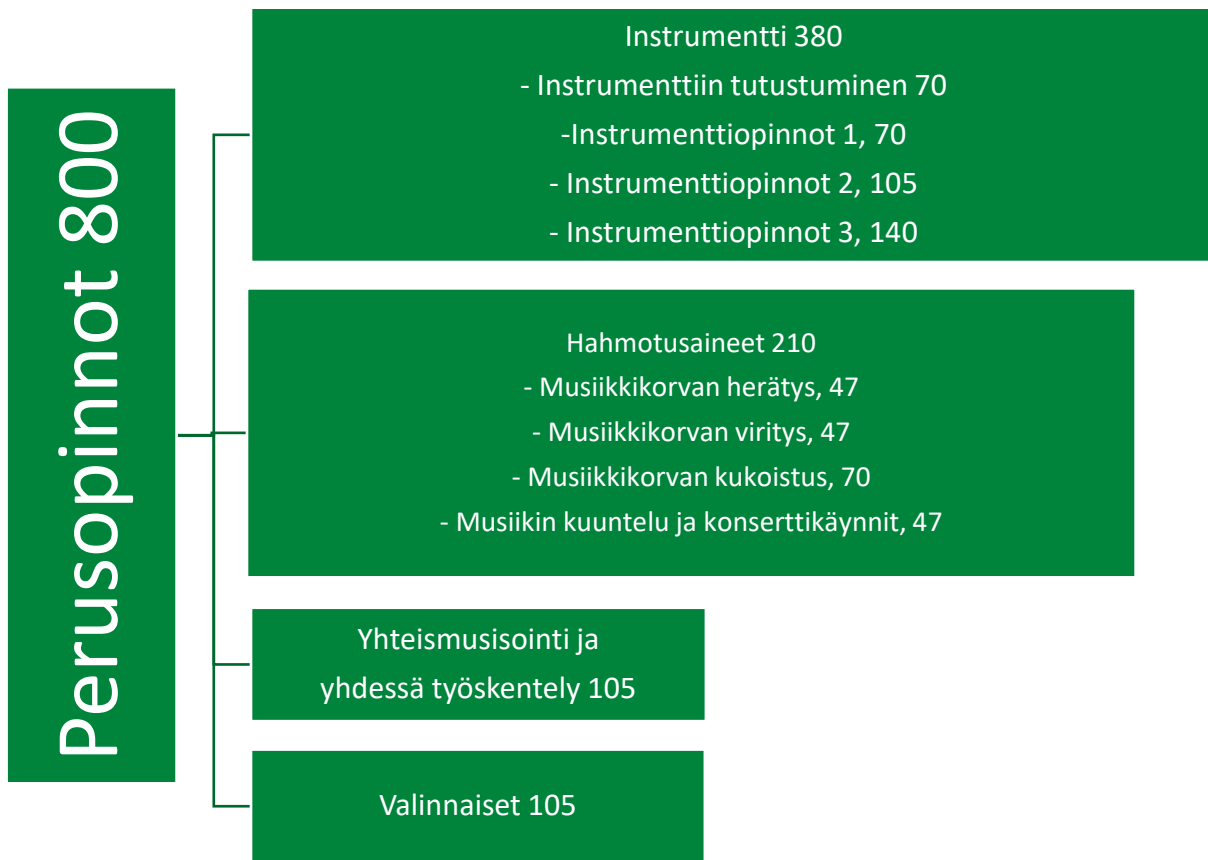 Perusopinnot 800
Instrumentti 380
- Instrumenttiin tutustuminen 70
-Instrumenttiopinnot 1, 70
- Instrumenttiopinnot 2, 105
- Instrumenttiopinnot 3, 140
Hahmotusaineet 210
- Musiikkikorvan herätys, 47
- Musiikkikorvan viritys, 47
- Musiikkikorvan kukoistus, 70
- Musiikin kuuntelu ja konserttikäynnit, 47
Yhteismusisointi ja
yhdessä työskentely 105
Valinnaiset 105